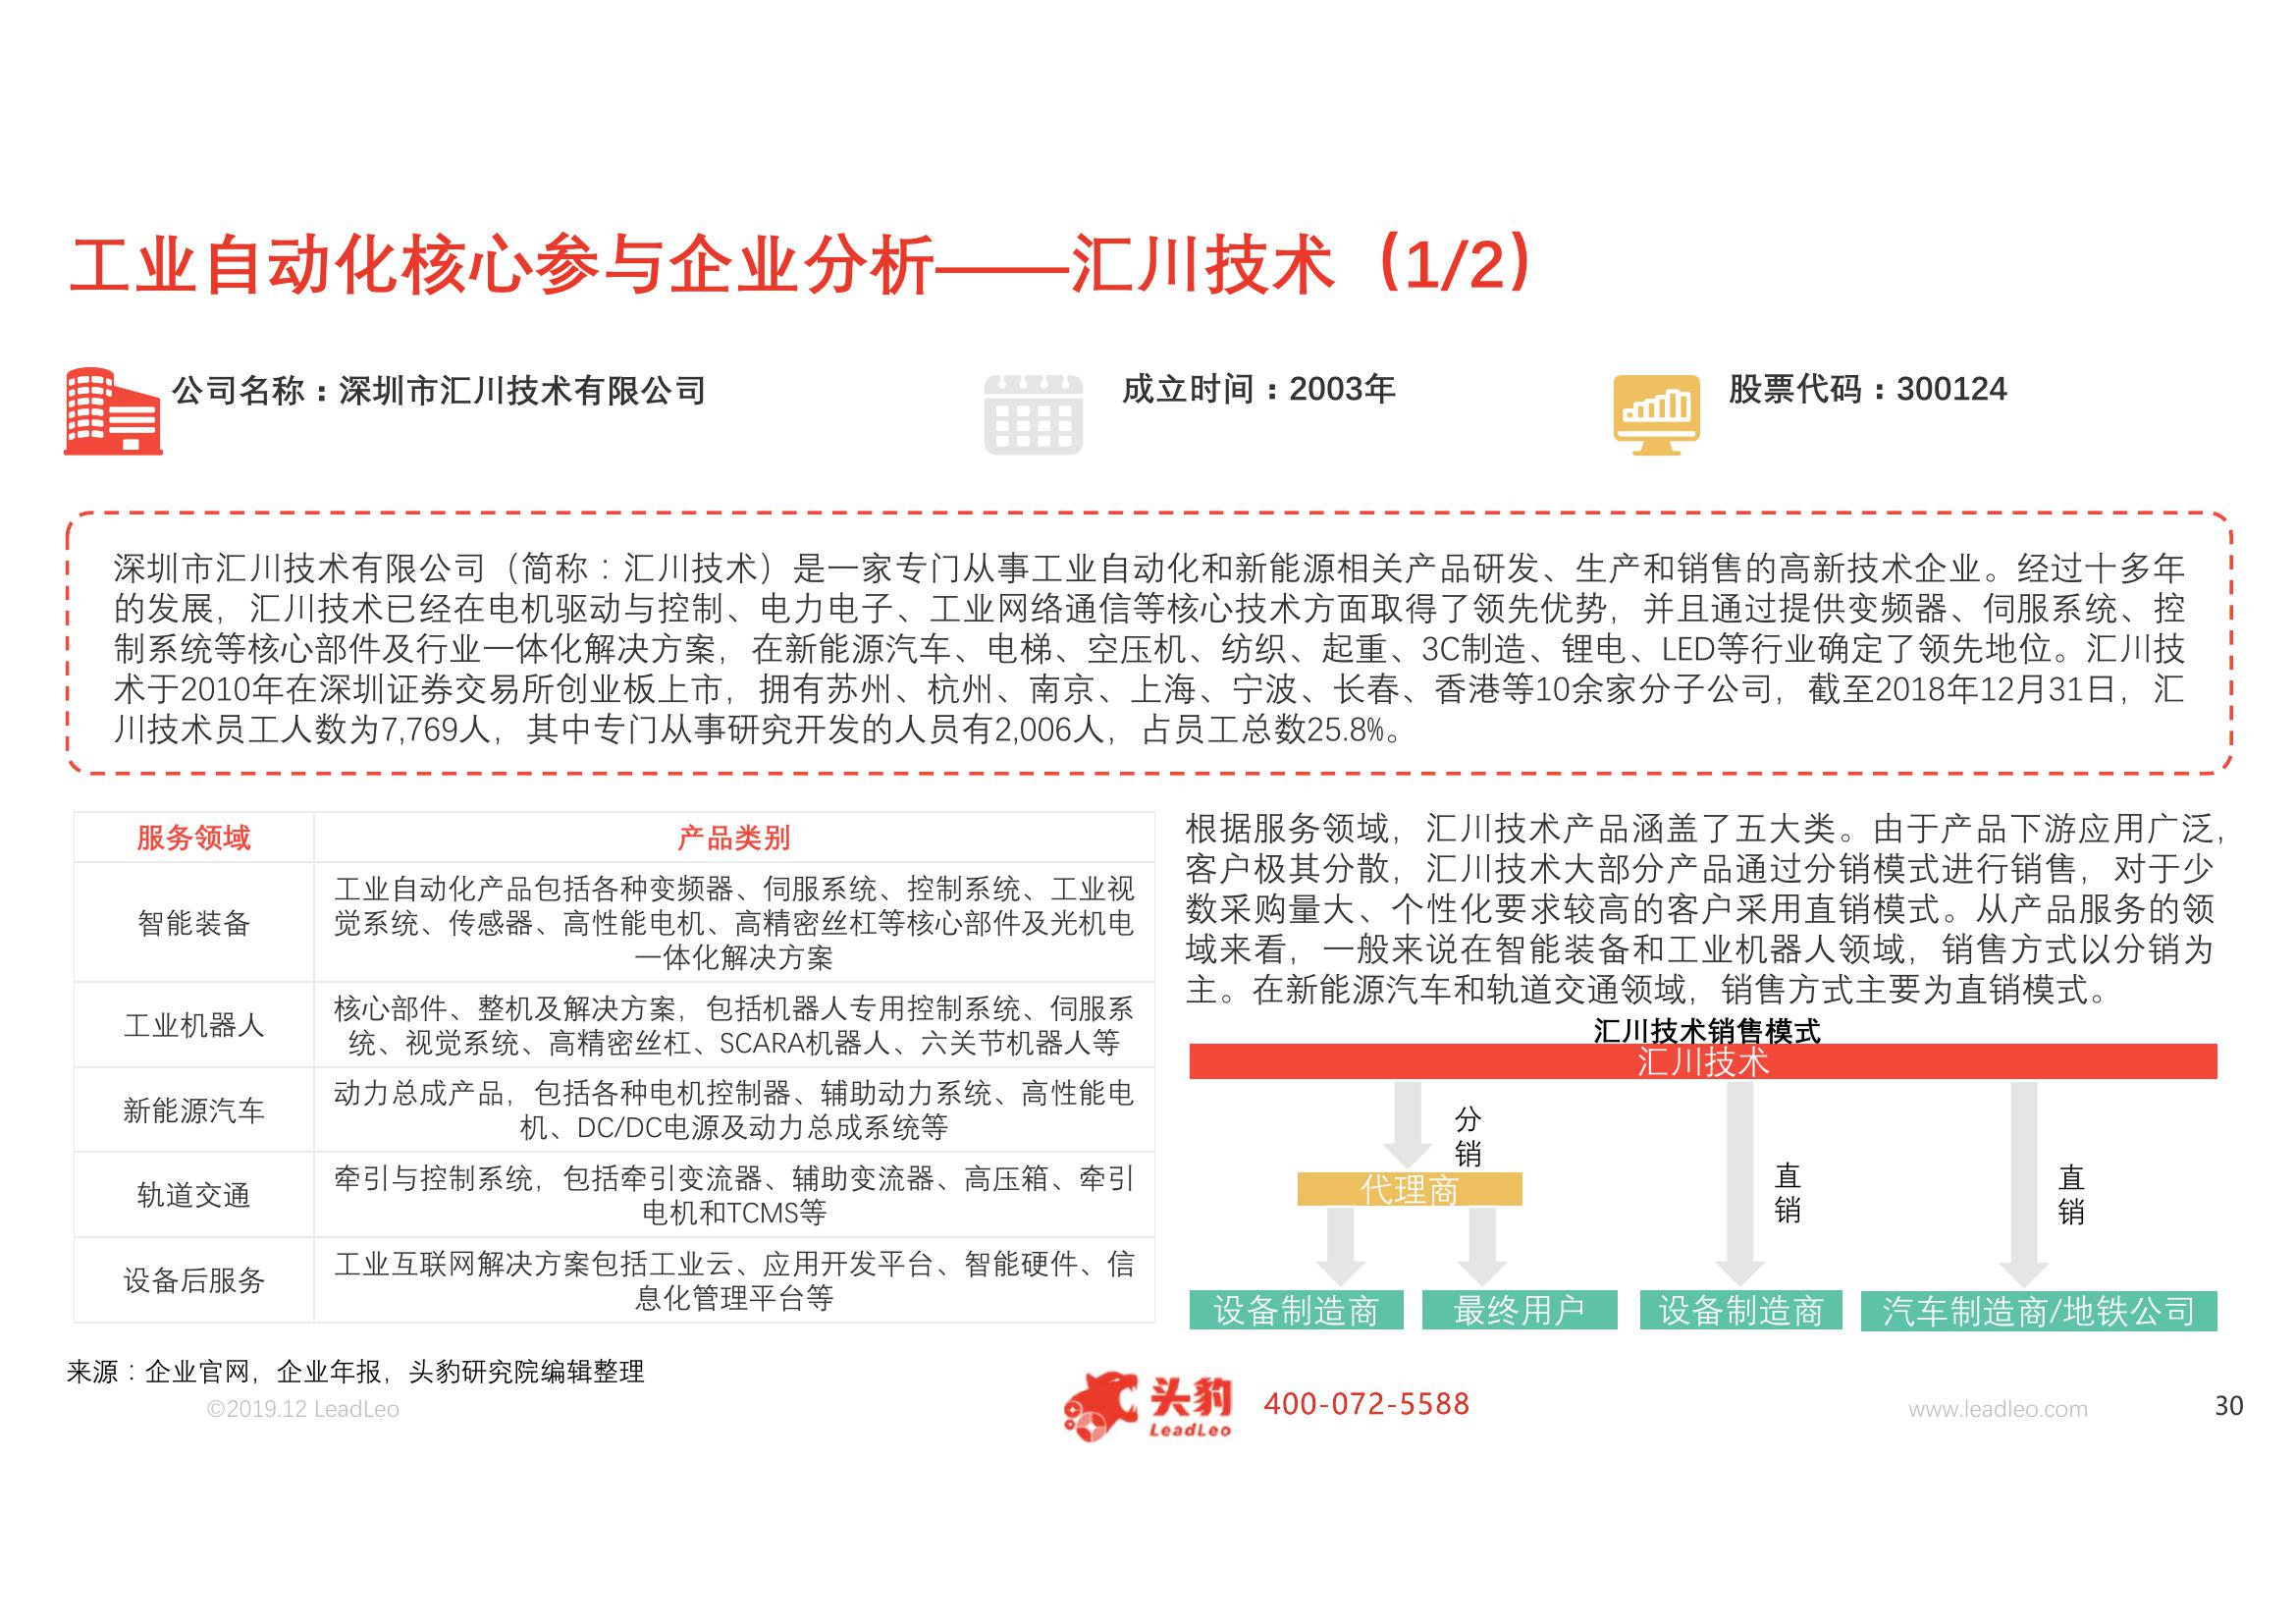 工业自动化核心参与企业分析——汇川技术（1/2）
公司名称：深圳市汇川技术有限公司
成立时间：2003年
股票代码：300124
深圳市汇川技术有限公司（简称：汇川技术）是一家专门从事工业自动化和新能源相关产品研发、生产和销售的高新技术企业。经过十多年
的发展，汇川技术已经在电机驱动与控制、电力电子、工业网络通信等核心技术方面取得了领先优势，并且通过提供变频器、伺服系统、控
制系统等核心部件及行业一体化解决方案，在新能源汽车、电梯、空压机、纺织、起重、3C制造、锂电、LED等行业确定了领先地位。汇川技
术于2010年在深圳证券交易所创业板上市，拥有苏州、杭州、南京、上海、宁波、长春、香港等10余家分子公司，截至2018年12月31日，汇
川技术员工人数为7,769人，其中专门从事研究开发的人员有2,006人，占员工总数25.8%。
服务领域
产品类别
智能装备
工业自动化产品包括各种变频器、伺服系统、控制系统、工业视
觉系统、传感器、高性能电机、高精密丝杠等核心部件及光机电
一体化解决方案
工业机器人
核心部件、整机及解决方案，包括机器人专用控制系统、伺服系
统、视觉系统、高精密丝杠、SCARA机器人、六关节机器人等
新能源汽车
动力总成产品，包括各种电机控制器、辅助动力系统、高性能电
机、DC/DC电源及动力总成系统等
轨道交通
牵引与控制系统，包括牵引变流器、辅助变流器、高压箱、牵引
电机和TCMS等
设备后服务
工业互联网解决方案包括工业云、应用开发平台、智能硬件、信
息化管理平台等
根据服务领域，汇川技术产品涵盖了五大类。由于产品下游应用广泛，
客户极其分散，汇川技术大部分产品通过分销模式进行销售，对于少
数采购量大、个性化要求较高的客户采用直销模式。从产品服务的领
域来看，一般来说在智能装备和工业机器人领域，销售方式以分销为
主。在新能源汽车和轨道交通领域，销售方式主要为直销模式。
汇川技术销售模式
汇川技术
分
销
直
销
直
销
代理商
设备制造商
最终用户
设备制造商
汽车制造商/地铁公司
来源：企业官网，企业年报，头豹研究院编辑整理
©2019.12 LeadLeo
头豹
LeadLeo
400-072-5588
www.leadleo.com
30